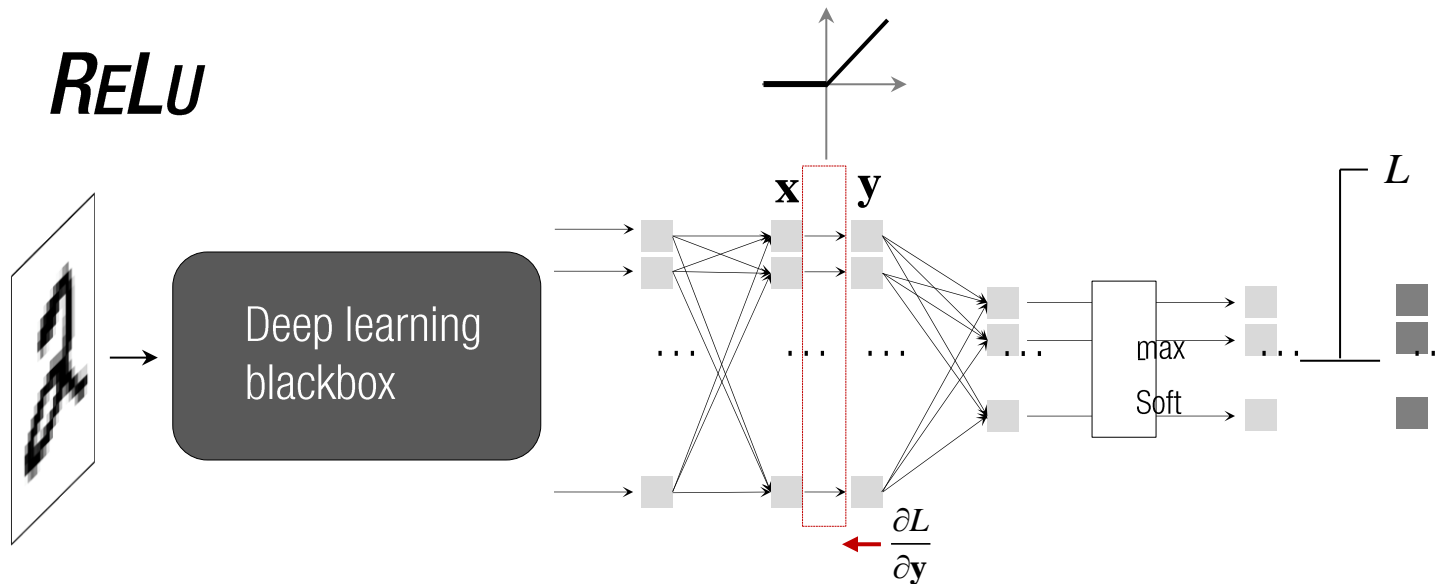 RELU
L
x y
Deep learning
blackbox
... ... ... ... max ... ...
Soft
∂L
∂y